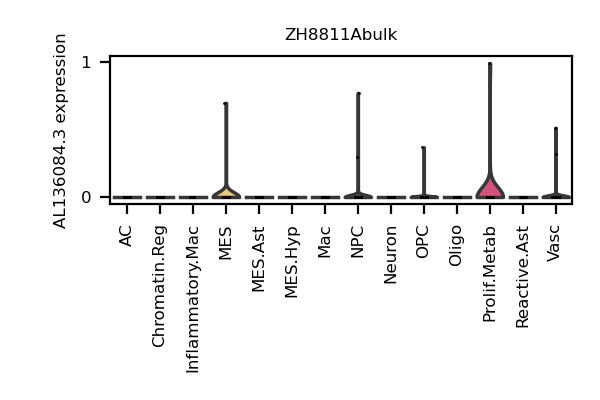 ZH8811Abulk
AL136084.3 expression
1
0
AC
Chromatin.Reg
Inflammatory.Mac
MES
MES.Ast
MES.Hyp
Mac
NPC
Neuron
OPC
Oligo
Prolif.Metab
Reactive.Ast
Vasc